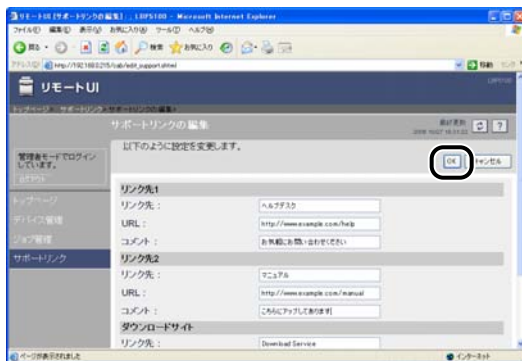 リモートUI [サポートリンクの編集] : : LBP5100 - Microsoft Internet Explorer
ファイル(F) 編集(E) 表示(V) お気に入り(A) ツール(T) ヘルプ(H)
戻る 検索 お気に入り
移動
リモートUI
LBP5100
トップページ > サポートリンク > サポートリンクの編集
サポートリンクの編集
最終更新
以下のように設定を変更します。
OK キャンセル
管理者モードでログインしています。
ログアウト
トップページ
デバイス管理
ジョブ管理
サポートリンク
リンク先1
リンク先 : ヘルプデスク
URL : http://www.example.com/help
コメント : お気軽にお問い合わせください
リンク先2
リンク先 : マニュアル
URL : http://www.example.com/manual
コメント : こちらにアップしてあります
ダウンロードサイト
リンク先 : Download Service
ページが表示されました
インターネット